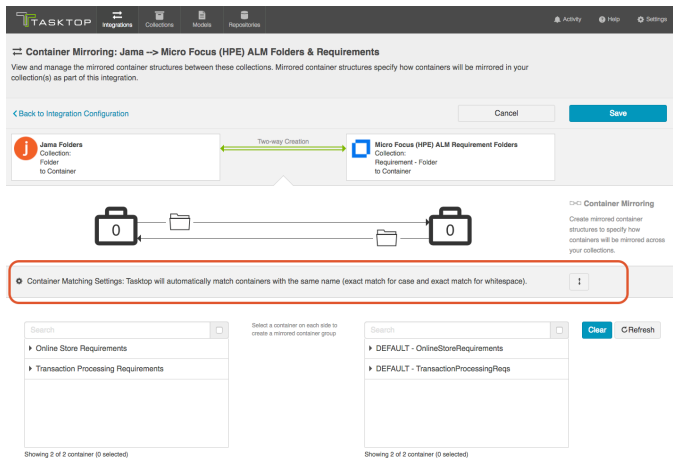 TASKTOP
Integrations
Collections
Models
Repositories
Activity
Help
Settings
Container Mirroring: Jama --> Micro Focus (HPE) ALM Folders & Requirements
View and manage the mirrored container structures between these collections. Mirrored container structures specify how containers will be mirrored in your
collection(s) as part of this integration.
Back to Integration Configuration
Cancel
Save
j
Jama Folders
Collection:
Folder
to Container
Two-way Creation
Micro Focus (HPE) ALM Requirement Folders
Collection:
Requirement - Folder
to Container
0
0
Container Mirroring
Create mirrored container
structures to specify how
containers will be mirrored across
your collections.
Container Matching Settings: Tasktop will automatically match containers with the same name (exact match for case and exact match for whitespace).
Search
Select a container on each side to
create a mirrored container group
Search
Clear
Refresh
Online Store Requirements
Transaction Processing Requirements
DEFAULT - OnlineStoreRequirements
DEFAULT - TransactionProcessingReqs
Showing 2 of 2 container (0 selected)
Showing 2 of 2 container (0 selected)